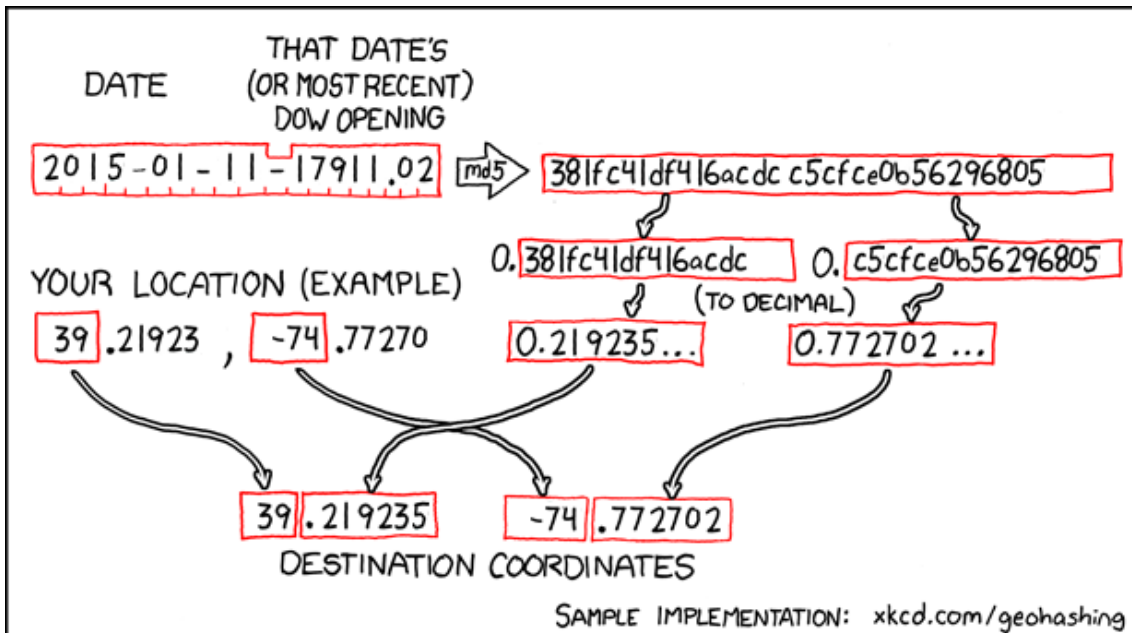 DATE
THAT DATE'S
(OR MOST RECENT)
DOW OPENING
2015-01-11-17911.02
md5
381fc41df416acdc c5cfce0b56296805
0.381fc41df416acdc
0.c5cfce0b56296805
YOUR LOCATION (EXAMPLE)
(TO DECIMAL)
39.21923, -74.77270
0.219235...
0.772702...
39.219235
-74.772702
DESTINATION COORDINATES
SAMPLE IMPLEMENTATION: xkcd.com/geohashing